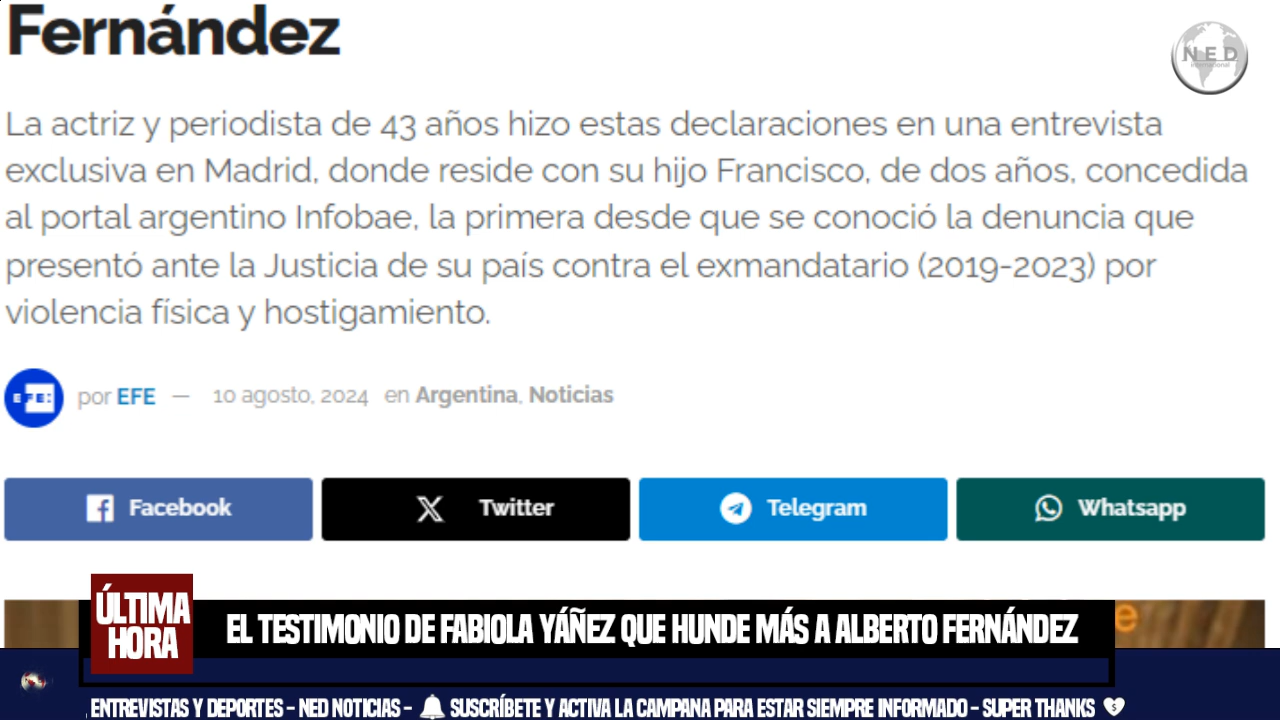 Fernández
NED
international
La actriz y periodista de 43 años hizo estas declaraciones en una entrevista
exclusiva en Madrid, donde reside con su hijo Francisco, de dos años, concedida
al portal argentino Infobae, la primera desde que se conoció la denuncia que
presentó ante la Justicia de su país contra el exmandatario (2019-2023) por
violencia física y hostigamiento.
EFE: por EFE — 10 agosto, 2024 en Argentina, Noticias
Facebook Twitter Telegram Whatsapp
ÚLTIMA
HORA
EL TESTIMONIO DE FABIOLA YÁÑEZ QUE HUNDE MÁS A ALBERTO FERNÁNDEZ
, ENTREVISTAS Y DEPORTES - NED NOTICIAS - 🔔 SUSCRÍBETE Y ACTIVA LA CAMPANA PARA ESTAR SIEMPRE INFORMADO - SUPER THANKS